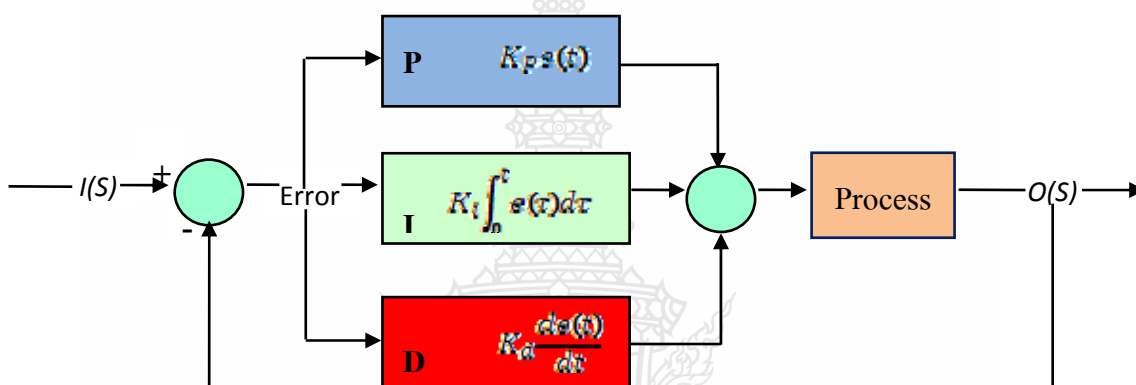 P K_P e(t)
I(S)
+
-
Error
I K_i ∫_0^t e(τ)dτ
Process
O(S)
D K_d de(t)/dt